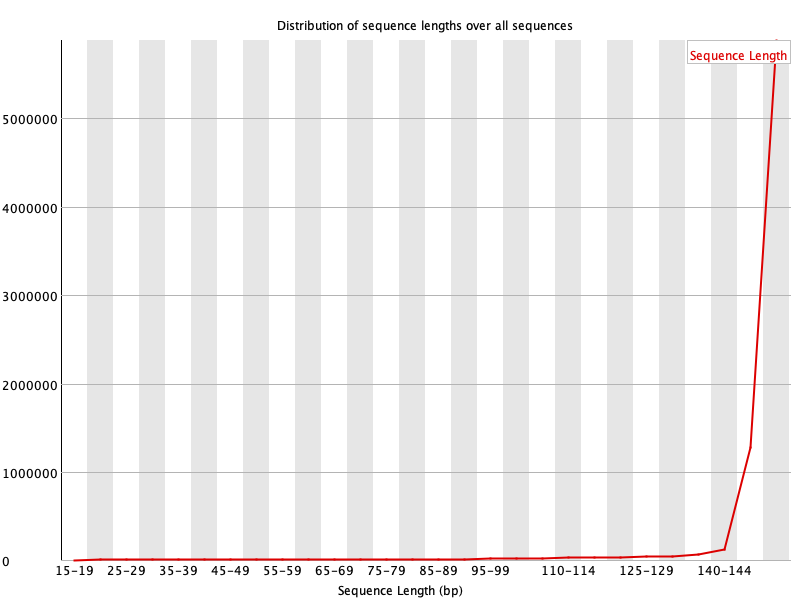 Distribution of sequence lengths over all sequences
Sequence Length
5000000
4000000
3000000
2000000
1000000
0
15-19 25-29 35-39 45-49 55-59 65-69 75-79 85-89 95-99 110-114 125-129 140-144
Sequence Length (bp)